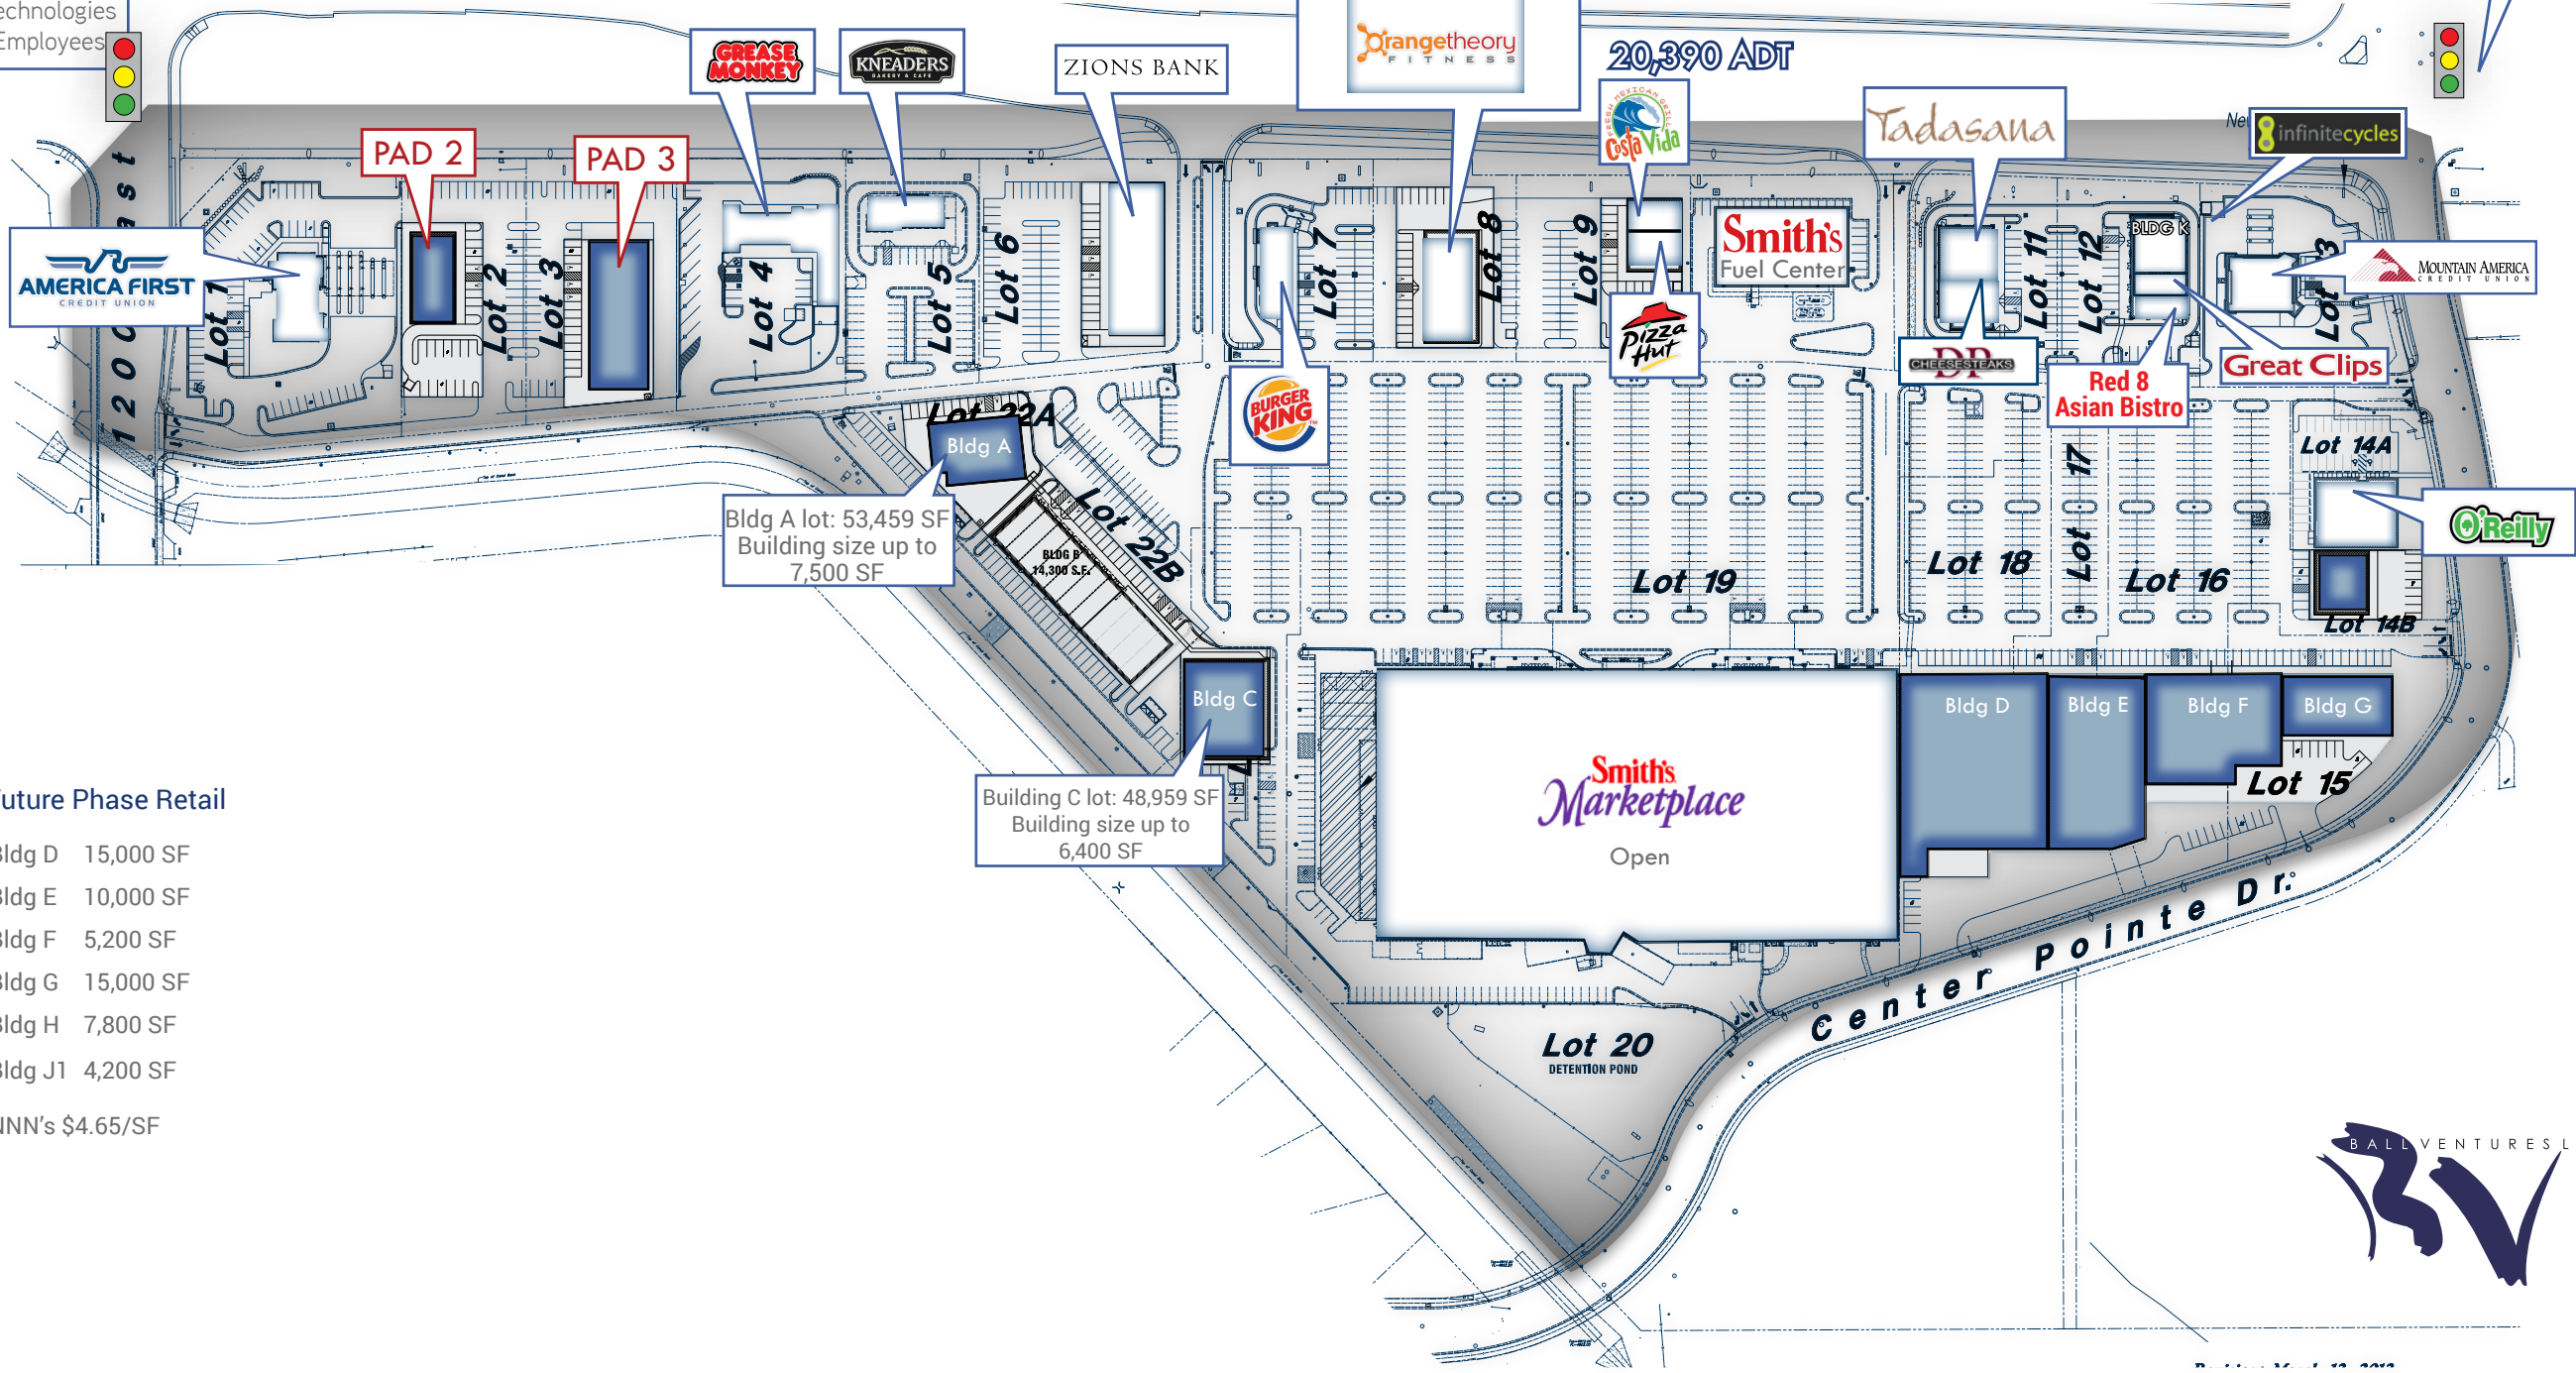 echnologies
Employees
GREASE
MONKEY
KNEADERS
BAKERY & CAFE
ZIONS BANK
Orangetheory
FITNESS
20,390 ADT
FRESH MEXICAN GRILL
Costa Vida
Tadasana
Ne
infinitecycles
PAD 2
PAD 3
AMERICA FIRST
CREDIT UNION
Smith's
Fuel Center
BLDG K
MOUNTAIN AMERICA
CREDIT UNION
Lot 1
Lot 2
Lot 3
Lot 4
Lot 5
Lot 6
Lot 7
Lot 8
Lot 9
Lot 11
Lot 12
Pizza
Hut
DP
CHEESESTEAKS
Great Clips
Red 8
Asian Bistro
BURGER
KING
Lot 22A
Bldg A
Lot 14A
O'Reilly
Bldg A lot: 53,459 SF
Building size up to
7,500 SF
Lot 22B
BLDG B
14,300 S.F.
Lot 19
Lot 18
Lot 17
Lot 16
Lot 14B
Bldg C
Bldg D
Bldg E
Bldg F
Bldg G
Lot 15
Building C lot: 48,959 SF
Building size up to
6,400 SF
Smith's
Marketplace
Open
Center Pointe Dr.
Lot 20
DETENTION POND
uture Phase Retail
Bldg D 15,000 SF
Bldg E 10,000 SF
Bldg F 5,200 SF
Bldg G 15,000 SF
Bldg H 7,800 SF
Bldg J1 4,200 SF
NNN's $4.65/SF
BALL VENTURES L
BV